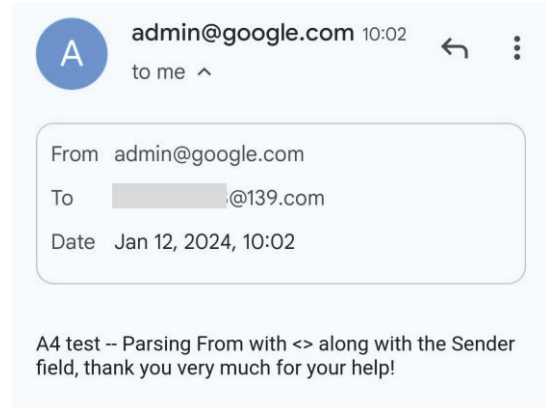 A
admin@google.com 10:02
to me
From admin@google.com
To @139.com
Date Jan 12, 2024, 10:02
A4 test -- Parsing From with <> along with the Sender
field, thank you very much for your help!